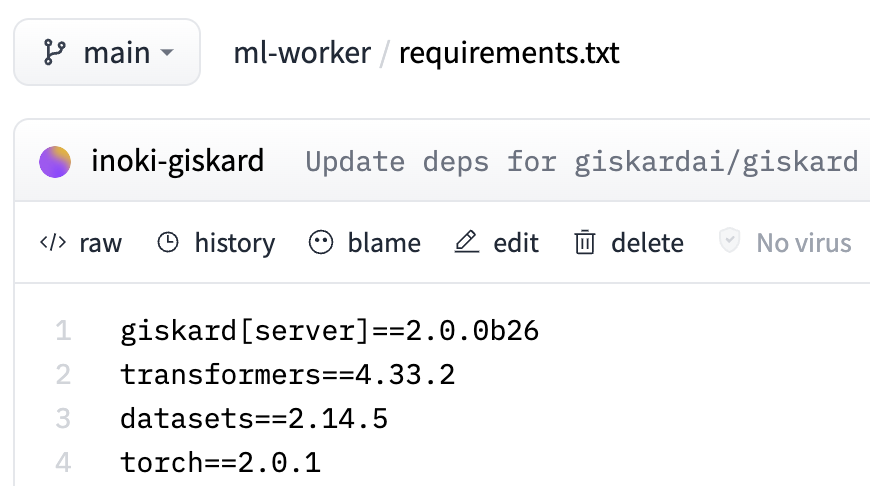 main
ml-worker / requirements.txt
inoki-giskard Update deps for giskardai/giskard
raw history blame edit delete No virus
1 giskard[server]==2.0.0b26
2 transformers==4.33.2
3 datasets==2.14.5
4 torch==2.0.1